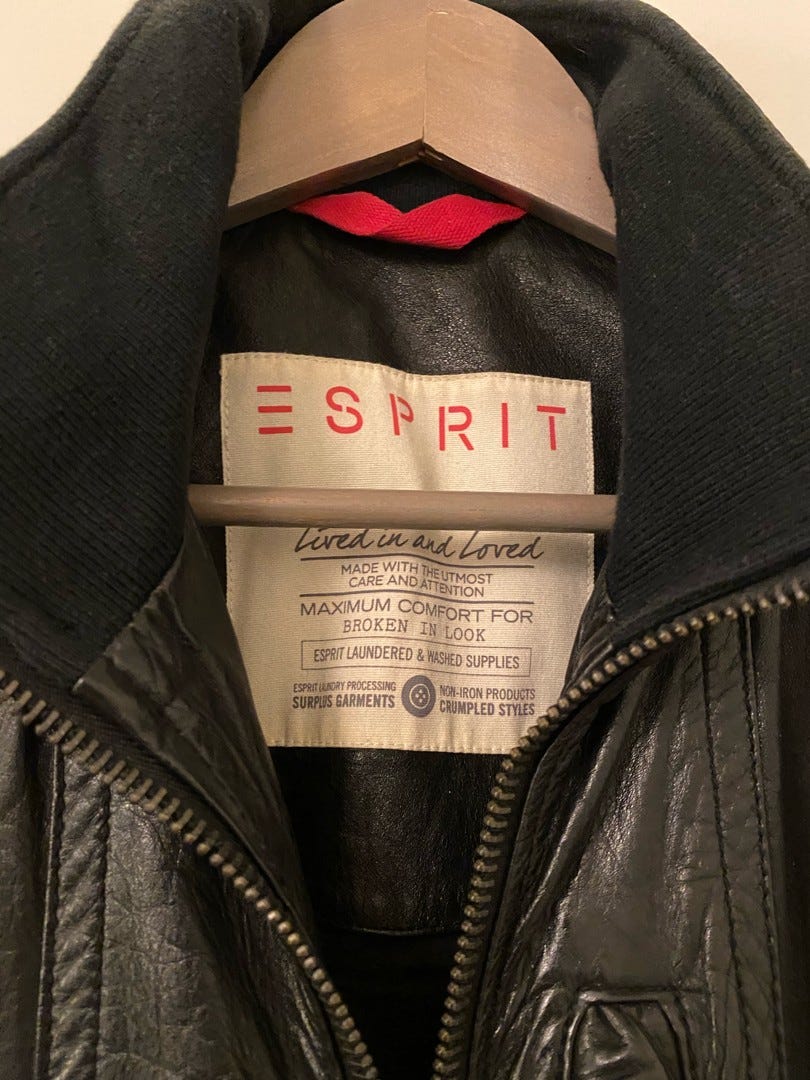 ESPRIT
Lived in and Loved
MADE WITH THE UTMOST
CARE AND ATTENTION
MAXIMUM COMFORT FOR
BROKEN IN LOOK
ESPRIT LAUNDERED & WASHED SUPPLIES
ESPRIT LAUNDRY PROCESSING
SURPLUS GARMENTS
NON-IRON PRODUCTS
CRUMPLED STYLES